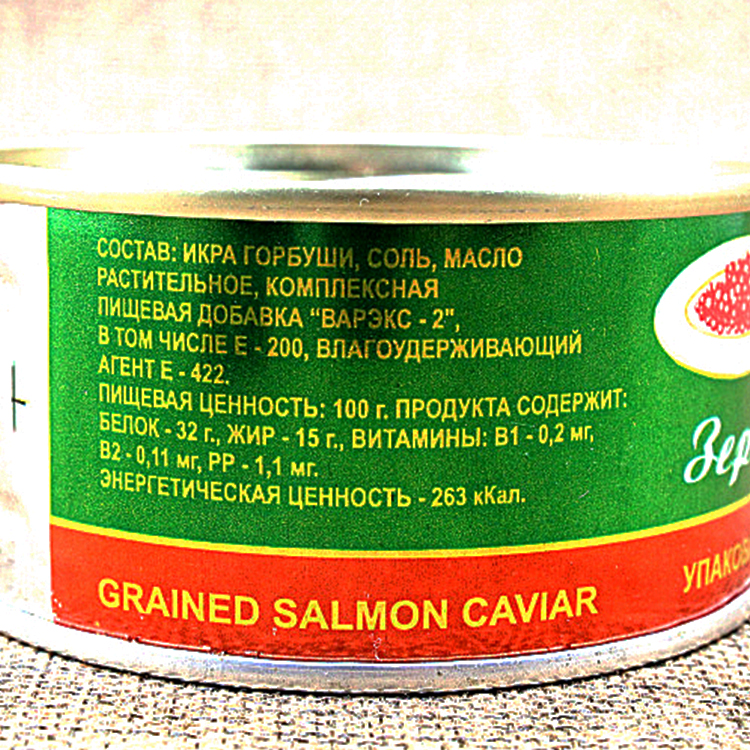 СОСТАВ: ИКРА ГОРБУШИ, СОЛЬ, МАСЛО
РАСТИТЕЛЬНОЕ, КОМПЛЕКСНАЯ
ПИЩЕВАЯ ДОБАВКА "ВАРЭКС - 2",
В ТОМ ЧИСЛЕ Е - 200, ВЛАГОУДЕРЖИВАЮЩИЙ
АГЕНТ Е - 422.
ПИЩЕВАЯ ЦЕННОСТЬ: 100 г. ПРОДУКТА СОДЕРЖИТ:
БЕЛОК - 32 г., ЖИР - 15 г., ВИТАМИНЫ: В1 - 0,2 мг,
В2 - 0,11 мг, РР - 1,1 мг.
ЭНЕРГЕТИЧЕСКАЯ ЦЕННОСТЬ - 263 кКал.
GRAINED SALMON CAVIAR